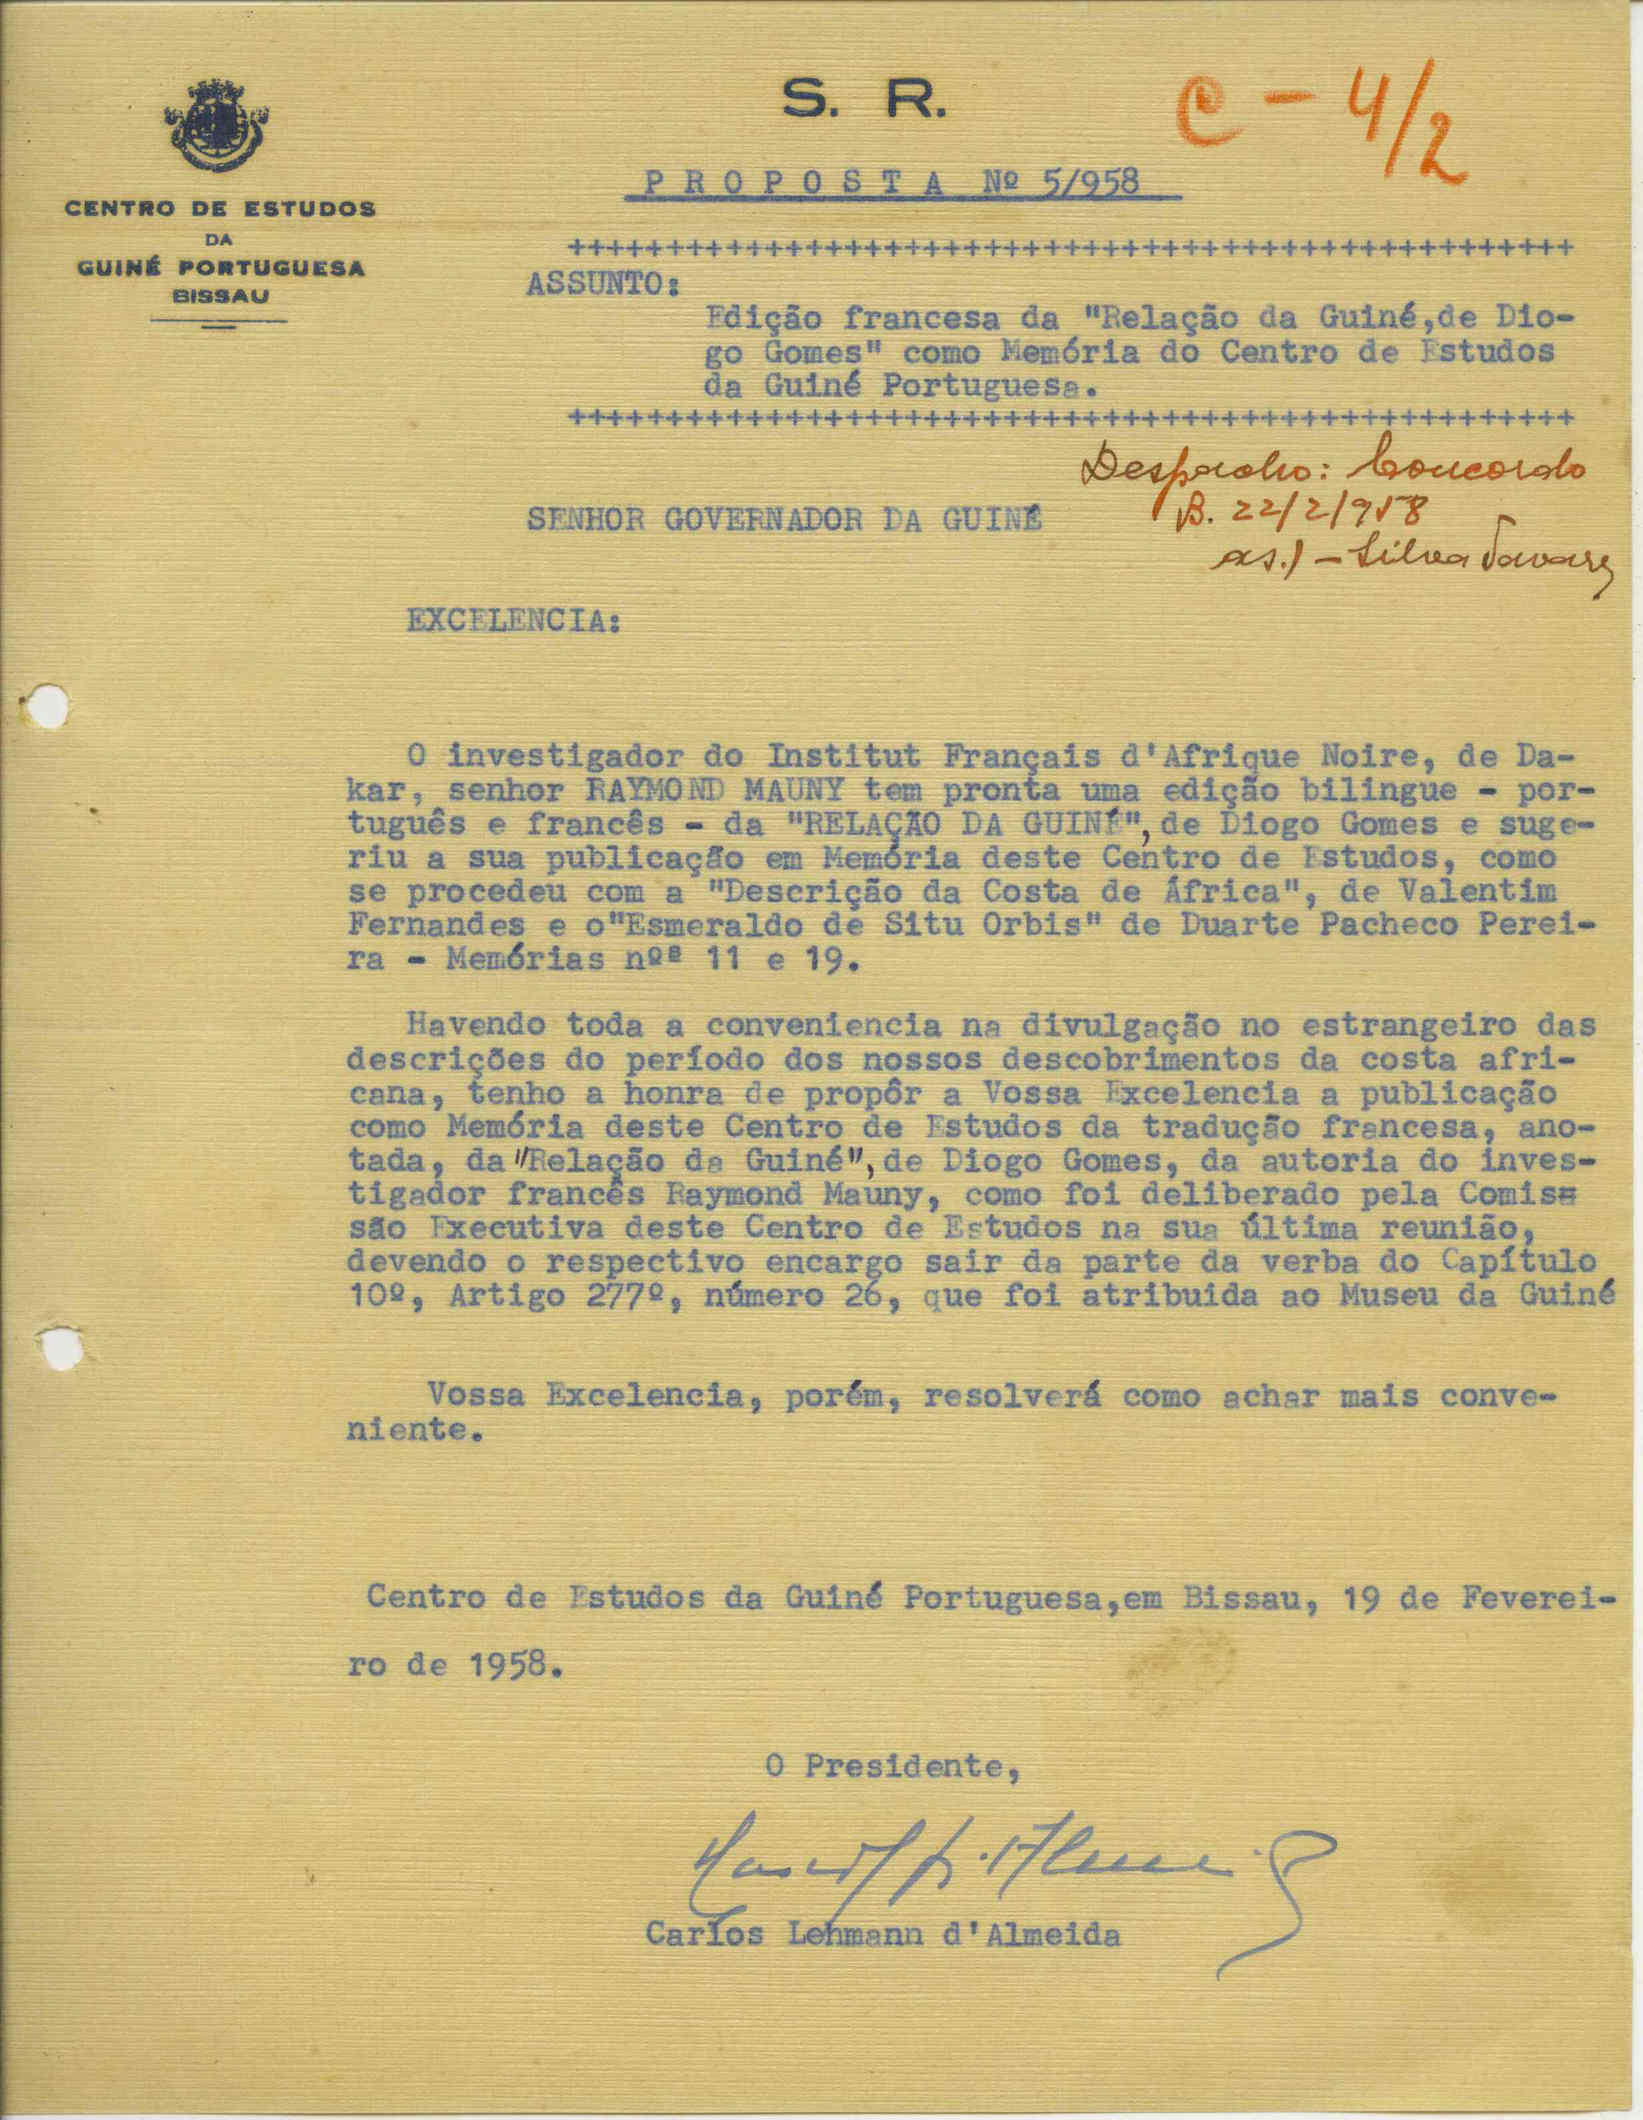 S. R.
C - 4/2
CENTRO DE ESTUDOS
DA
GUINÉ PORTUGUESA
BISSAU
PROPOSTA Nº 5/958
+++++++++++++++++++++++++++++++++++++++++++++++++++
ASSUNTO:
Edição francesa da "Relação da Guiné,de Dio-
go Gomes" como Memória do Centro de Estudos
da Guiné Portuguesa.
+++++++++++++++++++++++++++++++++++++++++++++++++++
Despacho: Concordo
B. 22/2/958
as.) - Silva Tavares
SENHOR GOVERNADOR DA GUINÉ
EXCELENCIA:
O investigador do Institut Français d'Afrique Noire, de Da-
kar, senhor RAYMOND MAUNY tem pronta uma edição bilingue - por-
tuguês e francês - da "RELAÇÃO DA GUINÉ", de Diogo Gomes e suge-
riu a sua publicação em Memória deste Centro de Estudos, como
se procedeu com a "Descrição da Costa de África", de Valentim
Fernandes e o"Esmeraldo de Situ Orbis" de Duarte Pacheco Perei-
ra - Memórias nºs 11 e 19.
Havendo toda a conveniencia na divulgação no estrangeiro das
descrições do período dos nossos descobrimentos da costa afri-
cana, tenho a honra de propôr a Vossa Excelencia a publicação
como Memória deste Centro de Estudos da tradução francesa, ano-
tada, da "Relação da Guiné", de Diogo Gomes, da autoria do inves-
tigador francês Raymond Mauny, como foi deliberado pela Comis=
são Executiva deste Centro de Estudos na sua última reunião,
devendo o respectivo encargo sair da parte da verba do Capítulo
10º, Artigo 277º, número 26, que foi atribuida ao Museu da Guiné
Vossa Excelencia, porém, resolverá como achar mais conve-
niente.
Centro de Estudos da Guiné Portuguesa,em Bissau, 19 de Feverei-
ro de 1958.
O Presidente,
Carlos Lehmann d'Almeida